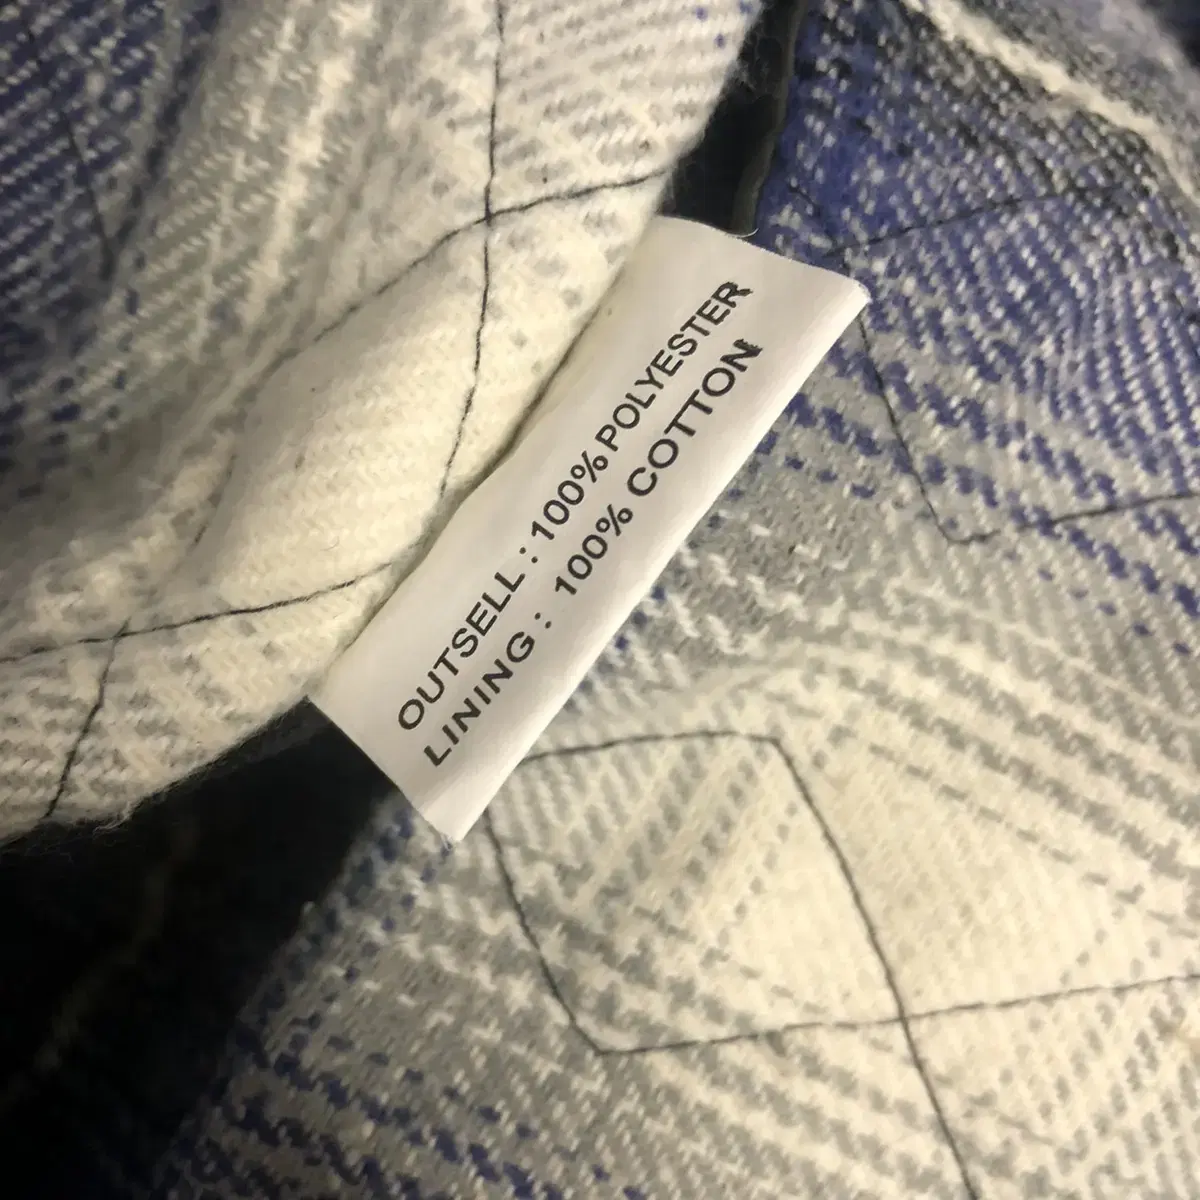 OUTSELL : 100% POLYESTER
LINING : 100% COTTON